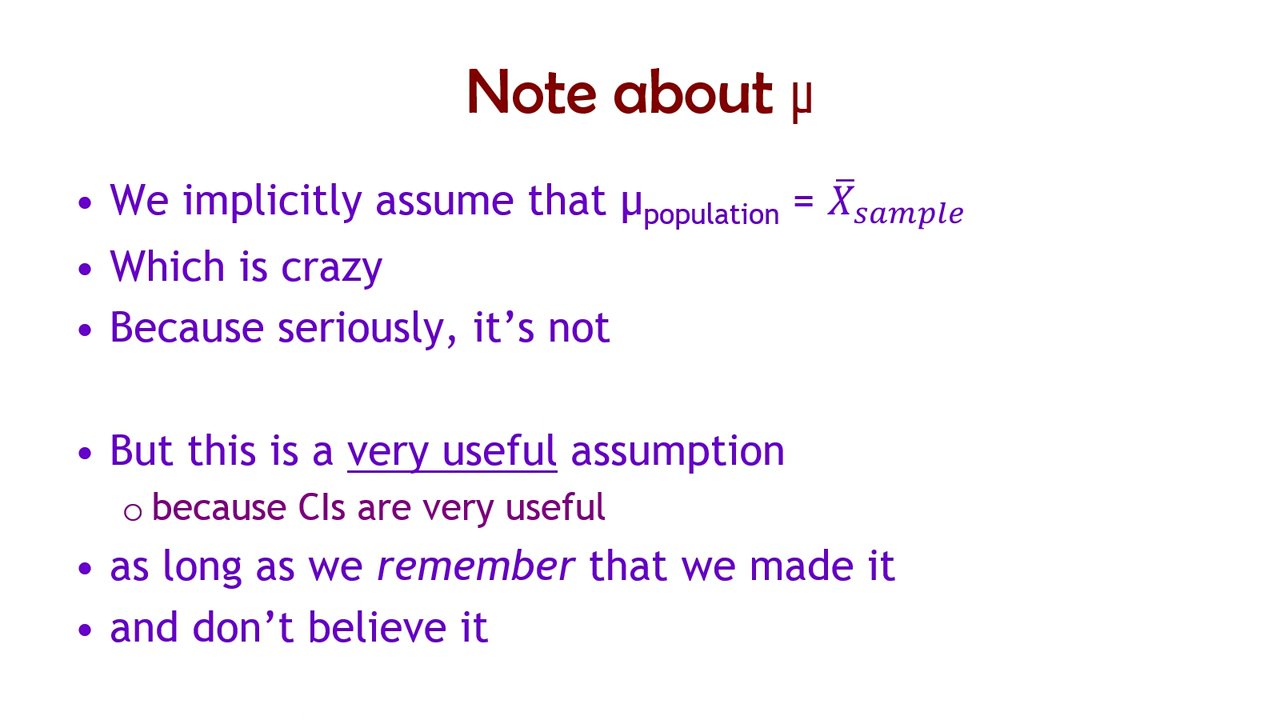 Note about µ
• We implicitly assume that µpopulation = X̄sample
• Which is crazy
• Because seriously, it’s not
• But this is a very useful assumption
○ because CIs are very useful
• as long as we remember that we made it
• and don’t believe it